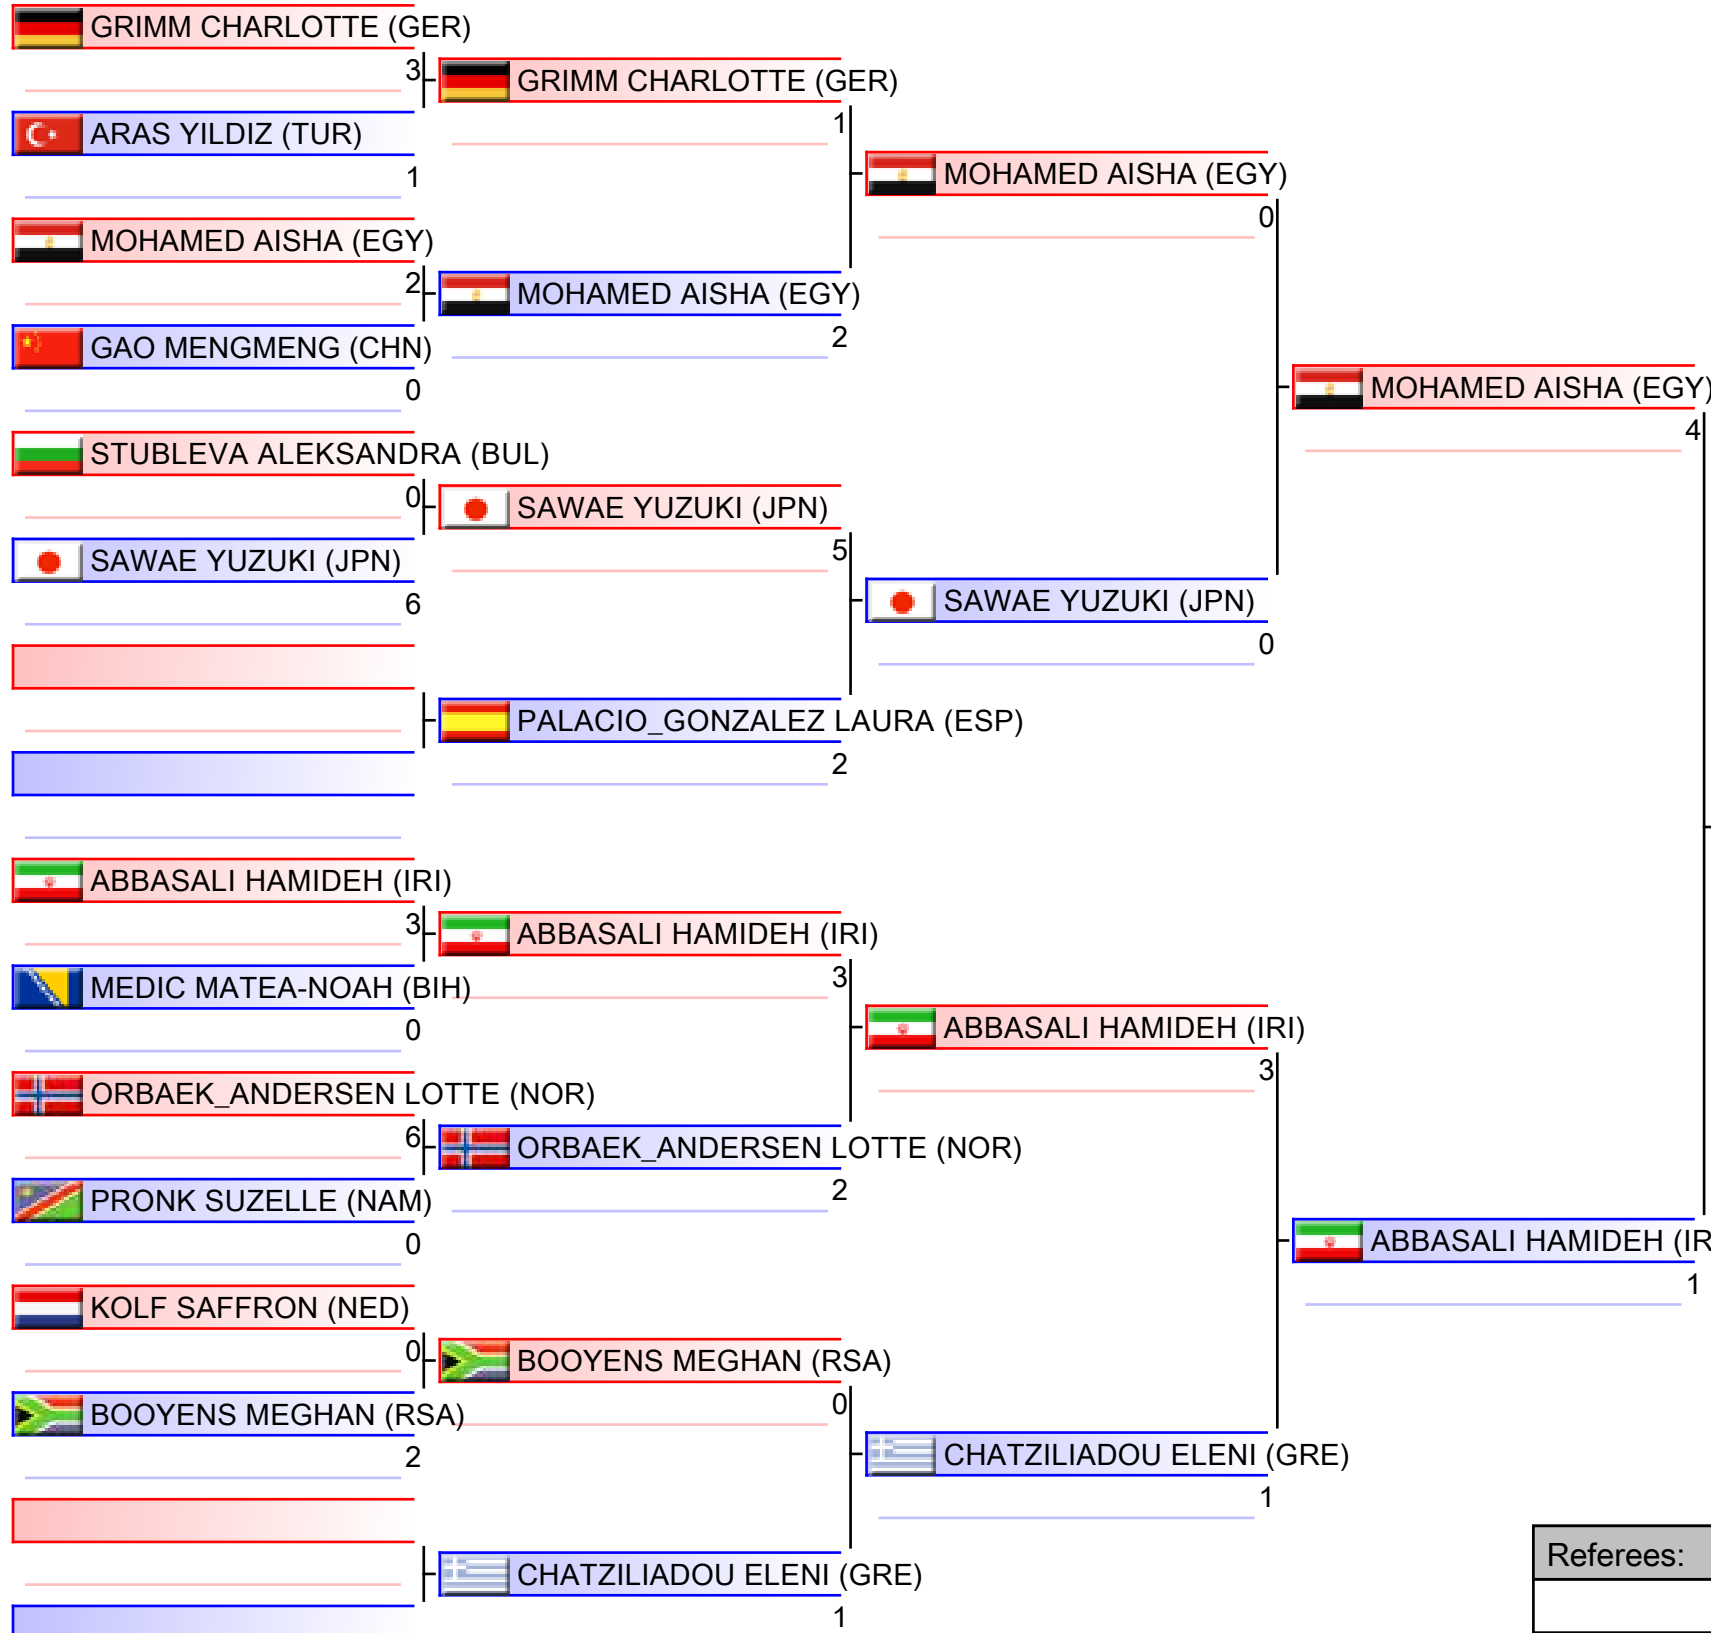 GRIMM CHARLOTTE (GER)
3
ARAS YILDIZ (TUR)
1
MOHAMED AISHA (EGY)
2
GAO MENGMENG (CHN)
0
STUBLEVA ALEKSANDRA (BUL)
0
SAWAE YUZUKI (JPN)
6
ABBASALI HAMIDEH (IRI)
3
MEDIC MATEA-NOAH (BIH)
0
ORBAEK_ANDERSEN LOTTE (NOR)
6
PRONK SUZELLE (NAM)
0
KOLF SAFFRON (NED)
0
BOOYENS MEGHAN (RSA)
2
GRIMM CHARLOTTE (GER)
1
MOHAMED AISHA (EGY)
2
SAWAE YUZUKI (JPN)
5
PALACIO_GONZALEZ LAURA (ESP)
2
ABBASALI HAMIDEH (IRI)
3
ORBAEK_ANDERSEN LOTTE (NOR)
2
BOOYENS MEGHAN (RSA)
0
CHATZILIADOU ELENI (GRE)
1
MOHAMED AISHA (EGY)
0
SAWAE YUZUKI (JPN)
0
ABBASALI HAMIDEH (IRI)
3
CHATZILIADOU ELENI (GRE)
1
MOHAMED AISHA (EGY)
4
ABBASALI HAMIDEH (IR
1
Referees: